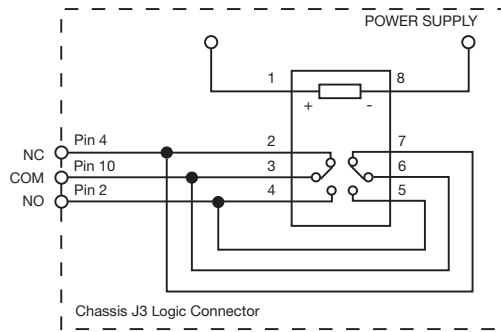 POWER SUPPLY
1 8
+ -
Pin 4 2 7
NC
Pin 10 3 6
COM
Pin 2 4 5
NO
Chassis J3 Logic Connector